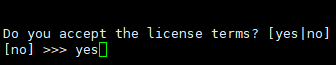 Do you accept the license terms? [yes|no]
[no] >>> yes